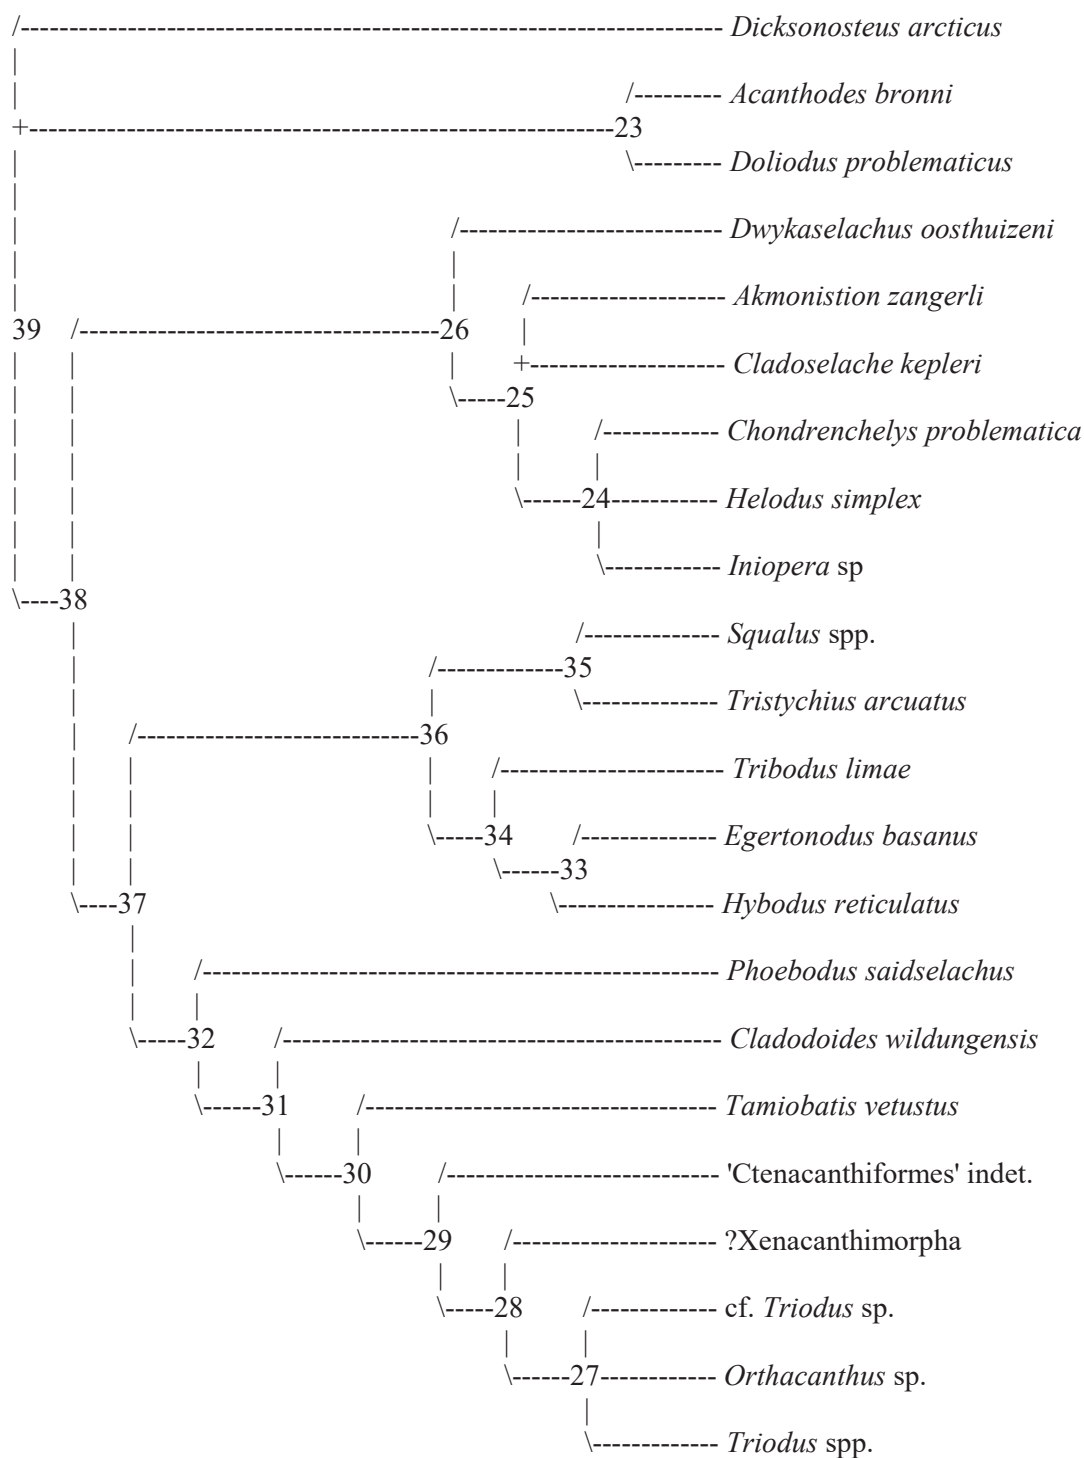 /------------------------------------------------------------- Dicksonosteus arcticus
|
| /-------- Acanthodes bronni
+---------------------------------------------------23
| \-------- Doliodus problematicus
|
| /----------------------- Dwykaselachus oosthuizeni
| |
| | /----------------- Akmonistion zangerli
39 /-------------------------------26 |
| | | +----------------- Cladoselache kepleri
| | \-----25
| | | /---------- Chondrenchelys problematica
| | | |
| | \------24---------- Helodus simplex
| | |
| | \---------- Iniopera sp
\----38
| /------------ Squalus spp.
| /-----------35
| | \------------ Tristychius arcuatus
| /-------------------------36
| | | /-------------------- Tribodus limae
| | | |
| | \-----34 /------------ Egertonodus basanus
| | \------33
\----37 \-------------- Hybodus reticulatus
|
| /--------------------------------------------- Phoebodus saidselachus
| |
\-----32 /-------------------------------------- Cladodoides wildungensis
| |
\------31 /------------------------------- Tamiobatis vetustus
| |
\------30 /------------------------ 'Ctenacanthiformes' indet.
| |
\------29 /------------------ ?Xenacanthimorpha
| |
\-----28 /----------- cf. Triodus sp.
| |
\------27---------- Orthacanthus sp.
|
\----------- Triodus spp.